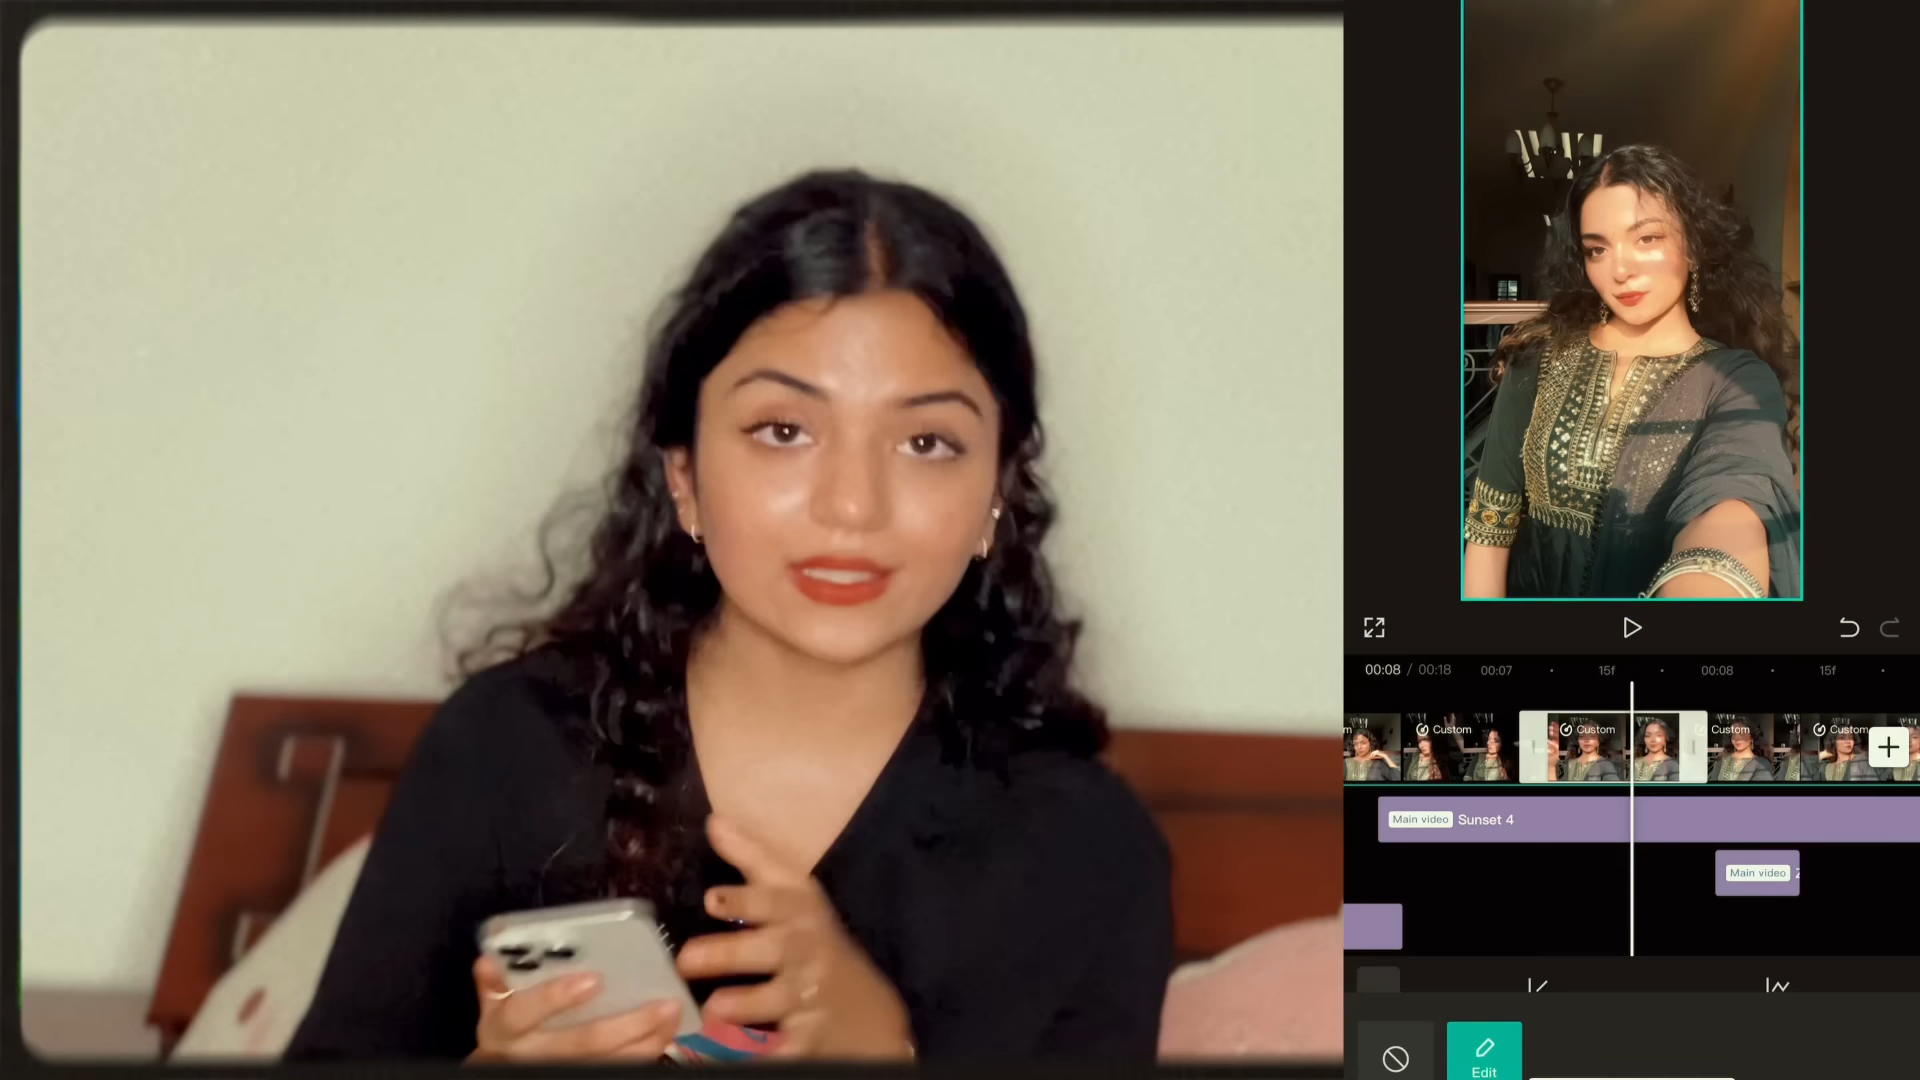 00:08 / 00:18 00:07 15f 00:08 15f
m Custom Custom Custom Custom
Main video Sunset 4
Main video
Edit